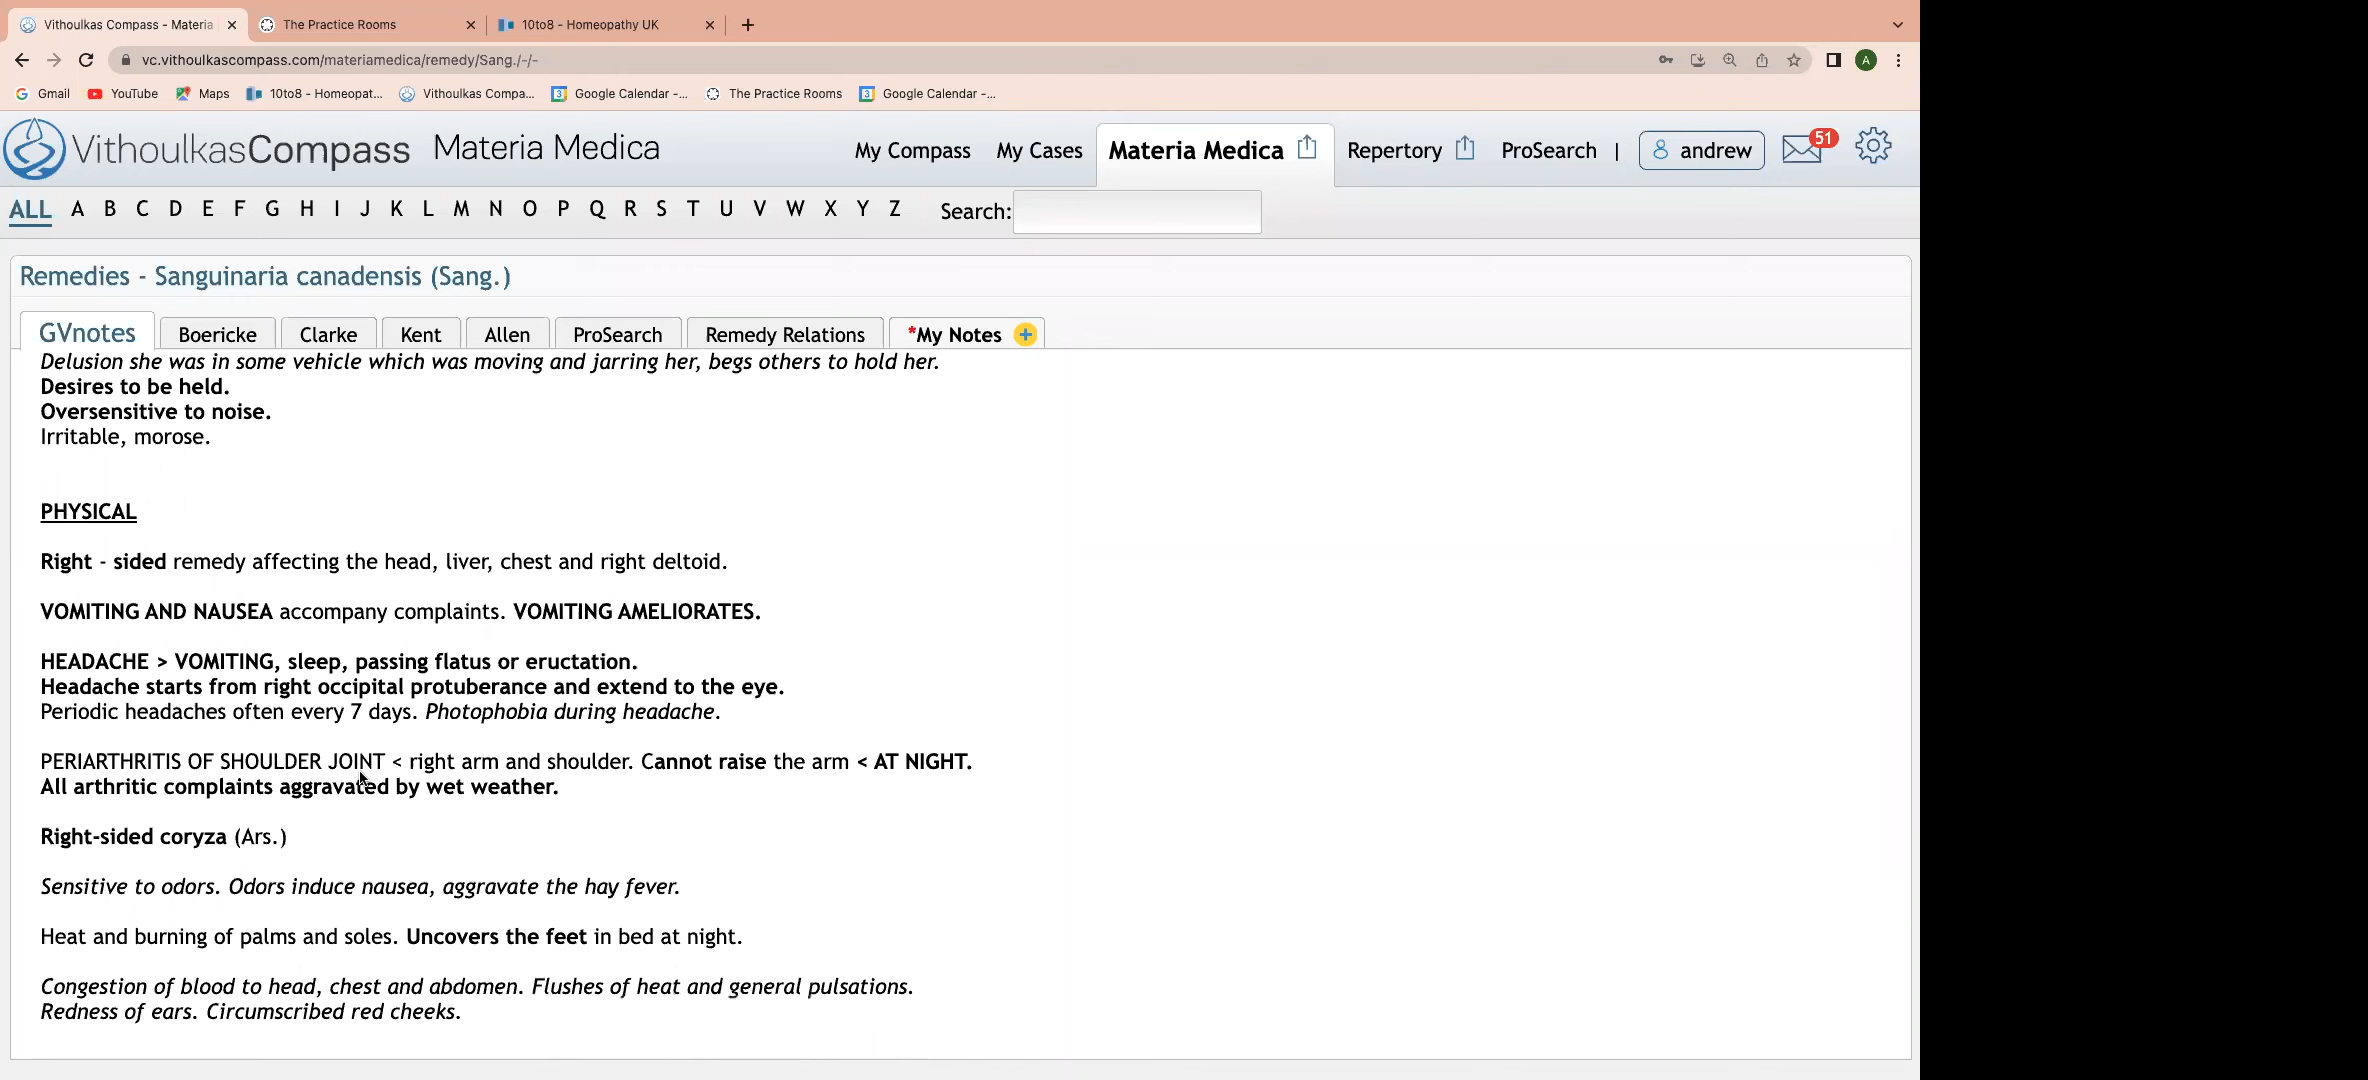 Vithoulkas Compass - Materia
The Practice Rooms
10to8 - Homeopathy UK
vc.vithoulkascompass.com/materiamedica/remedy/Sang./-/-
A
Gmail YouTube Maps 10to8 - Homeopat... Vithoulkas Compa... Google Calendar -... The Practice Rooms Google Calendar -...
VithoulkasCompass Materia Medica My Compass My Cases Materia Medica Repertory ProSearch | andrew 51
ALL A B C D E F G H I J K L M N O P Q R S T U V W X Y Z Search:
Remedies - Sanguinaria canadensis (Sang.)
GVnotes Boericke Clarke Kent Allen ProSearch Remedy Relations *My Notes
Delusion she was in some vehicle which was moving and jarring her, begs others to hold her.
Desires to be held.
Oversensitive to noise.
Irritable, morose.
PHYSICAL
Right - sided remedy affecting the head, liver, chest and right deltoid.
VOMITING AND NAUSEA accompany complaints. VOMITING AMELIORATES.
HEADACHE > VOMITING, sleep, passing flatus or eructation.
Headache starts from right occipital protuberance and extend to the eye.
Periodic headaches often every 7 days. Photophobia during headache.
PERIARTHRITIS OF SHOULDER JOINT < right arm and shoulder. Cannot raise the arm < AT NIGHT.
All arthritic complaints aggravated by wet weather.
Right-sided coryza (Ars.)
Sensitive to odors. Odors induce nausea, aggravate the hay fever.
Heat and burning of palms and soles. Uncovers the feet in bed at night.
Congestion of blood to head, chest and abdomen. Flushes of heat and general pulsations.
Redness of ears. Circumscribed red cheeks.